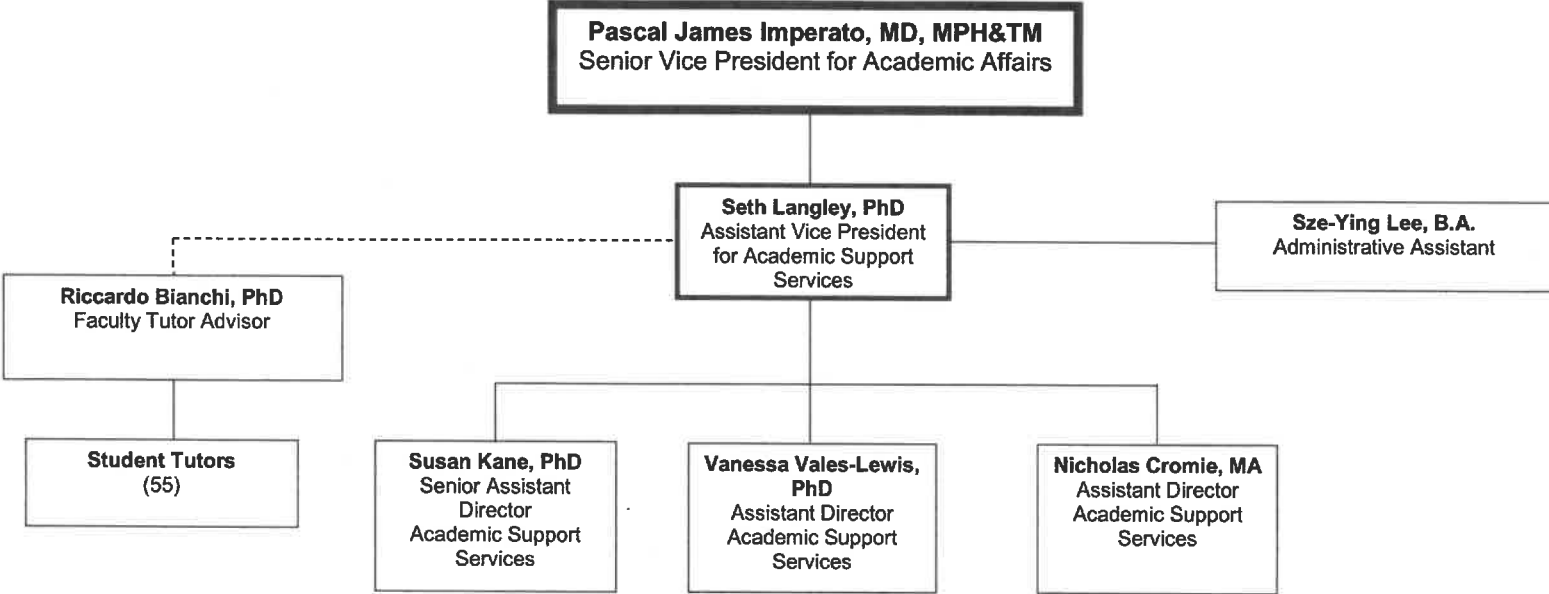 Pascal James Imperato, MD, MPH&TM
Senior Vice President for Academic Affairs
Seth Langley, PhD
Assistant Vice President
for Academic Support
Services
Sze-Ying Lee, B.A.
Administrative Assistant
Riccardo Bianchi, PhD
Faculty Tutor Advisor
Student Tutors
(55)
Susan Kane, PhD
Senior Assistant
Director
Academic Support
Services
Vanessa Vales-Lewis,
PhD
Assistant Director
Academic Support
Services
Nicholas Cromie, MA
Assistant Director
Academic Support
Services